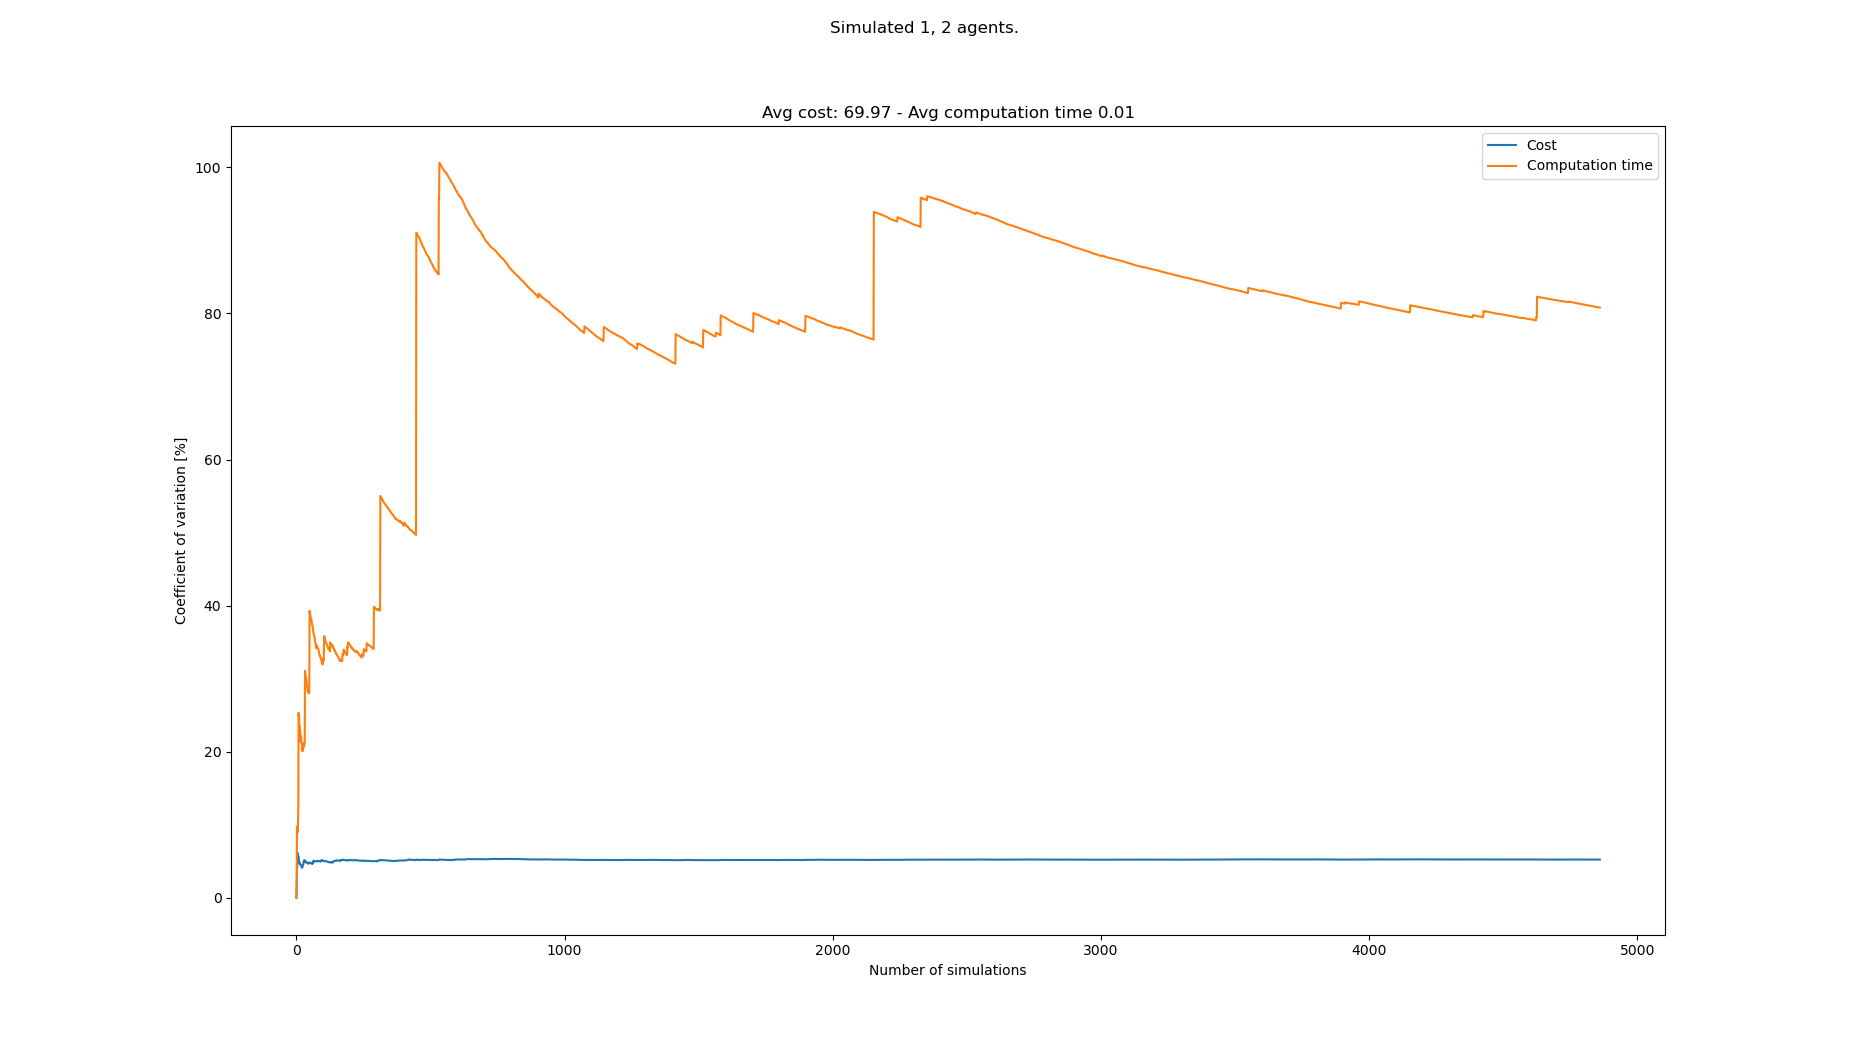 Simulated 1, 2 agents.
Avg cost: 69.97 - Avg computation time 0.01
Cost
Computation time
Coefficient of variation [%]
100
80
60
40
20
0
0 1000 2000 3000 4000 5000
Number of simulations